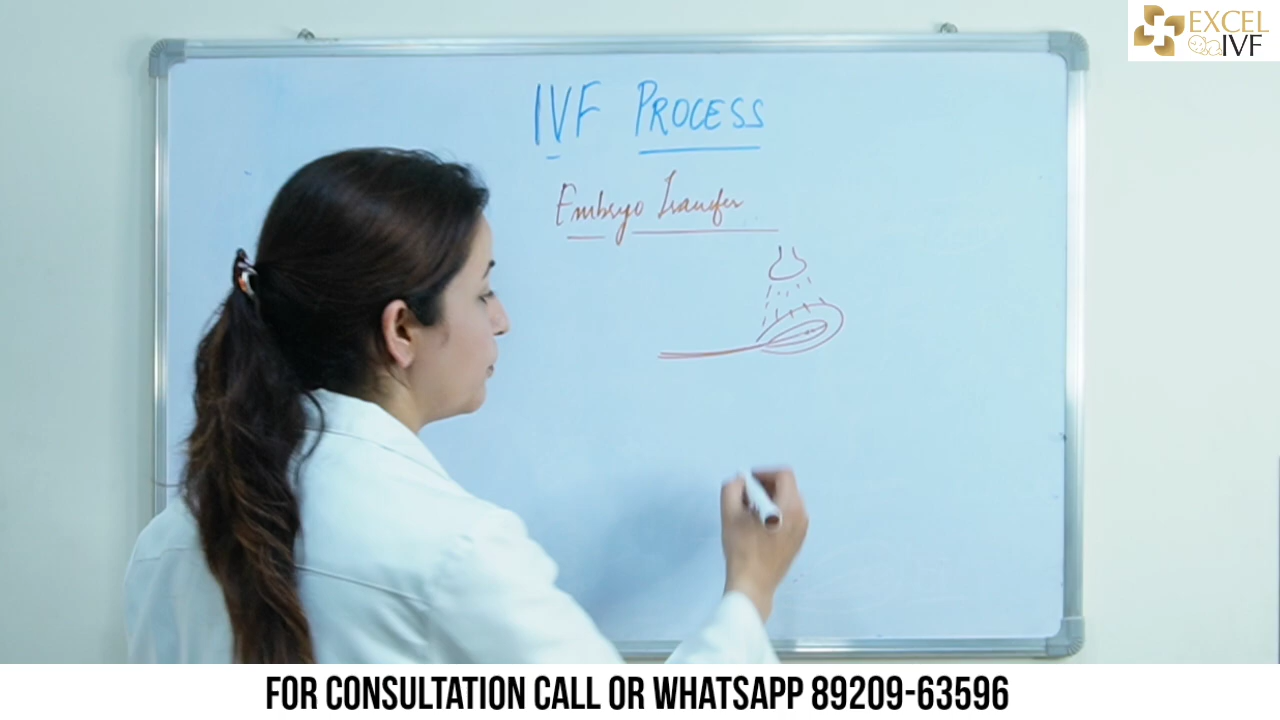 EXCEL
IVF
IVF PROCESS
Embryo Transfer
FOR CONSULTATION CALL OR WHATSAPP 89209-63596